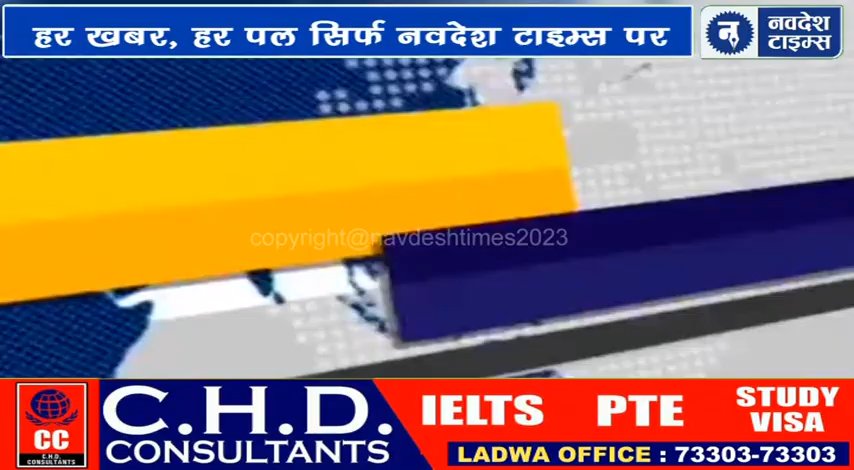 हर खबर, हर पल सिर्फ नवदेश टाइम्स पर
न
नवदेश
टाइम्स
copyright@navdeshtimes2023
CC
C.H.D.
CONSULTANTS
C.H.D.
CONSULTANTS
IELTS PTE STUDY
VISA
LADWA OFFICE : 73303-73303